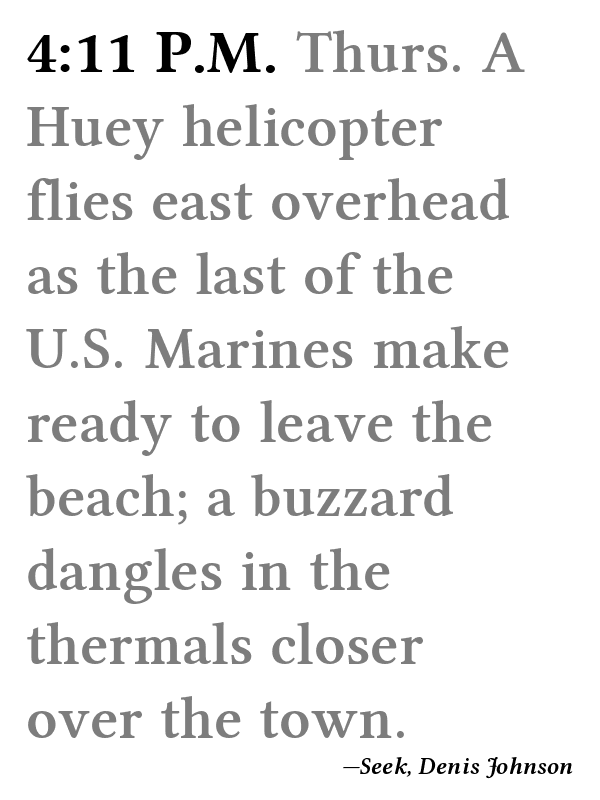 4:11 P.M. Thurs. A
Huey helicopter
flies east overhead
as the last of the
U.S. Marines make
ready to leave the
beach; a buzzard
dangles in the
thermals closer
over the town.
—Seek, Denis Johnson